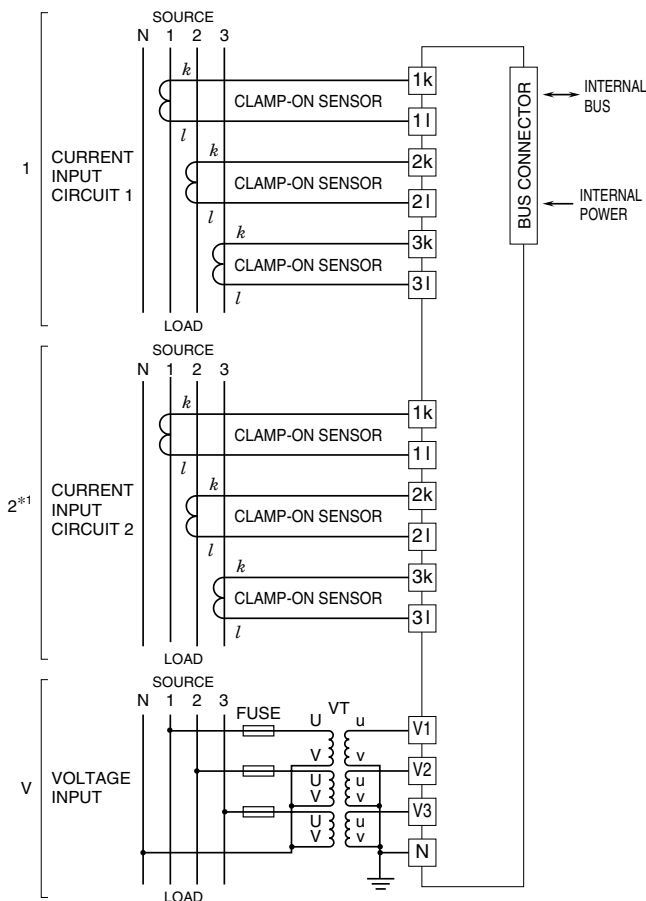 SOURCE
N 1 2 3
k
CLAMP-ON SENSOR
1k
l
1l
k
CLAMP-ON SENSOR
2k
l
2l
k
CLAMP-ON SENSOR
3k
l
3l
1
CURRENT
INPUT
CIRCUIT 1
LOAD
BUS CONNECTOR
INTERNAL
BUS
INTERNAL
POWER
SOURCE
N 1 2 3
k
CLAMP-ON SENSOR
1k
l
1l
k
CLAMP-ON SENSOR
2k
l
2l
k
CLAMP-ON SENSOR
3k
l
3l
2*1
CURRENT
INPUT
CIRCUIT 2
LOAD
SOURCE
N 1 2 3
FUSE
VT
U u
V1
V v
U u
V2
V v
U u
V3
V v
N
V
VOLTAGE
INPUT
LOAD